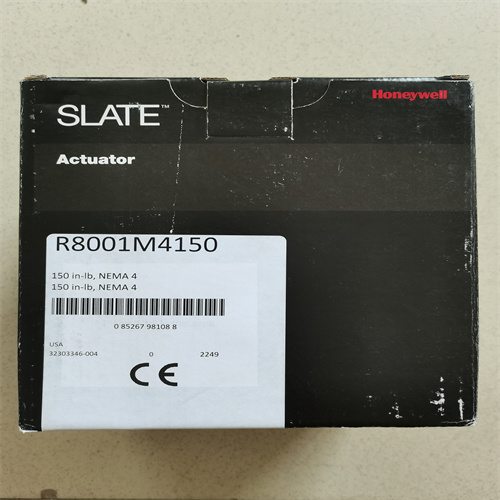 SLATE™
Honeywell
Actuator
R8001M4150
150 in-lb, NEMA 4
150 in-lb, NEMA 4
0 85267 98108 8
USA
32303346-004 0 2249
CE